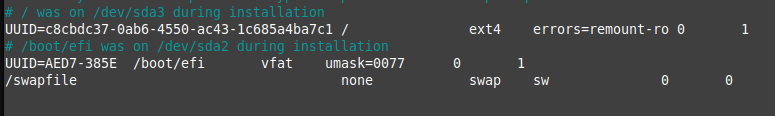 # / was on /dev/sda3 during installation
UUID=c8cbdc37-0ab6-4550-ac43-1c685a4ba7c1 / ext4 errors=remount-ro 0 1
# /boot/efi was on /dev/sda2 during installation
UUID=AED7-385E /boot/efi vfat umask=0077 0 1
/swapfile none swap sw 0 0